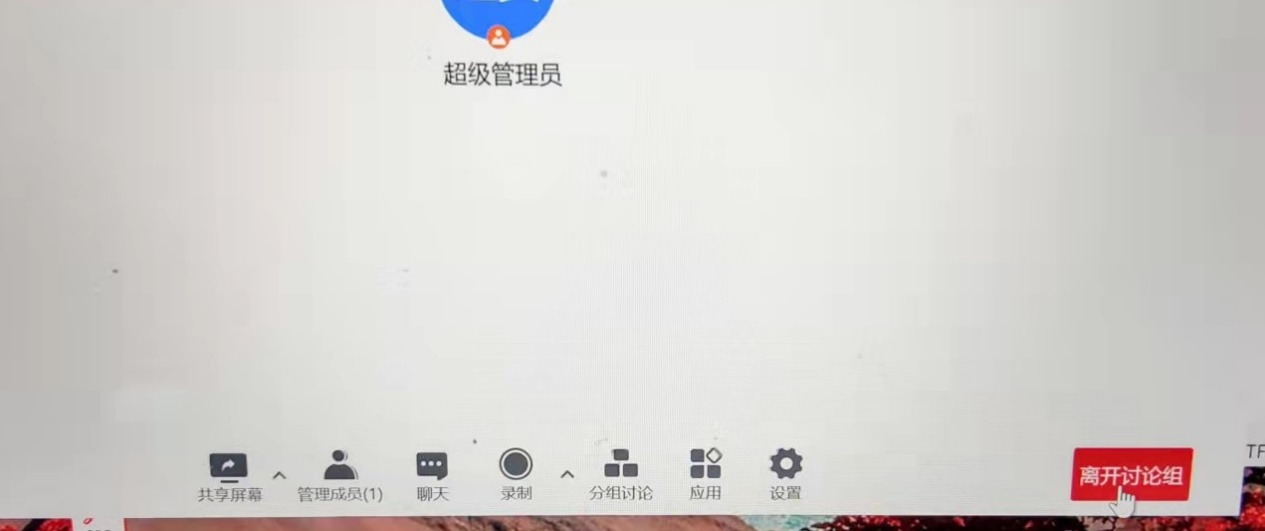 超级管理员
共享屏幕
管理成员(1)
聊天
录制
分组讨论
应用
设置
离开讨论组